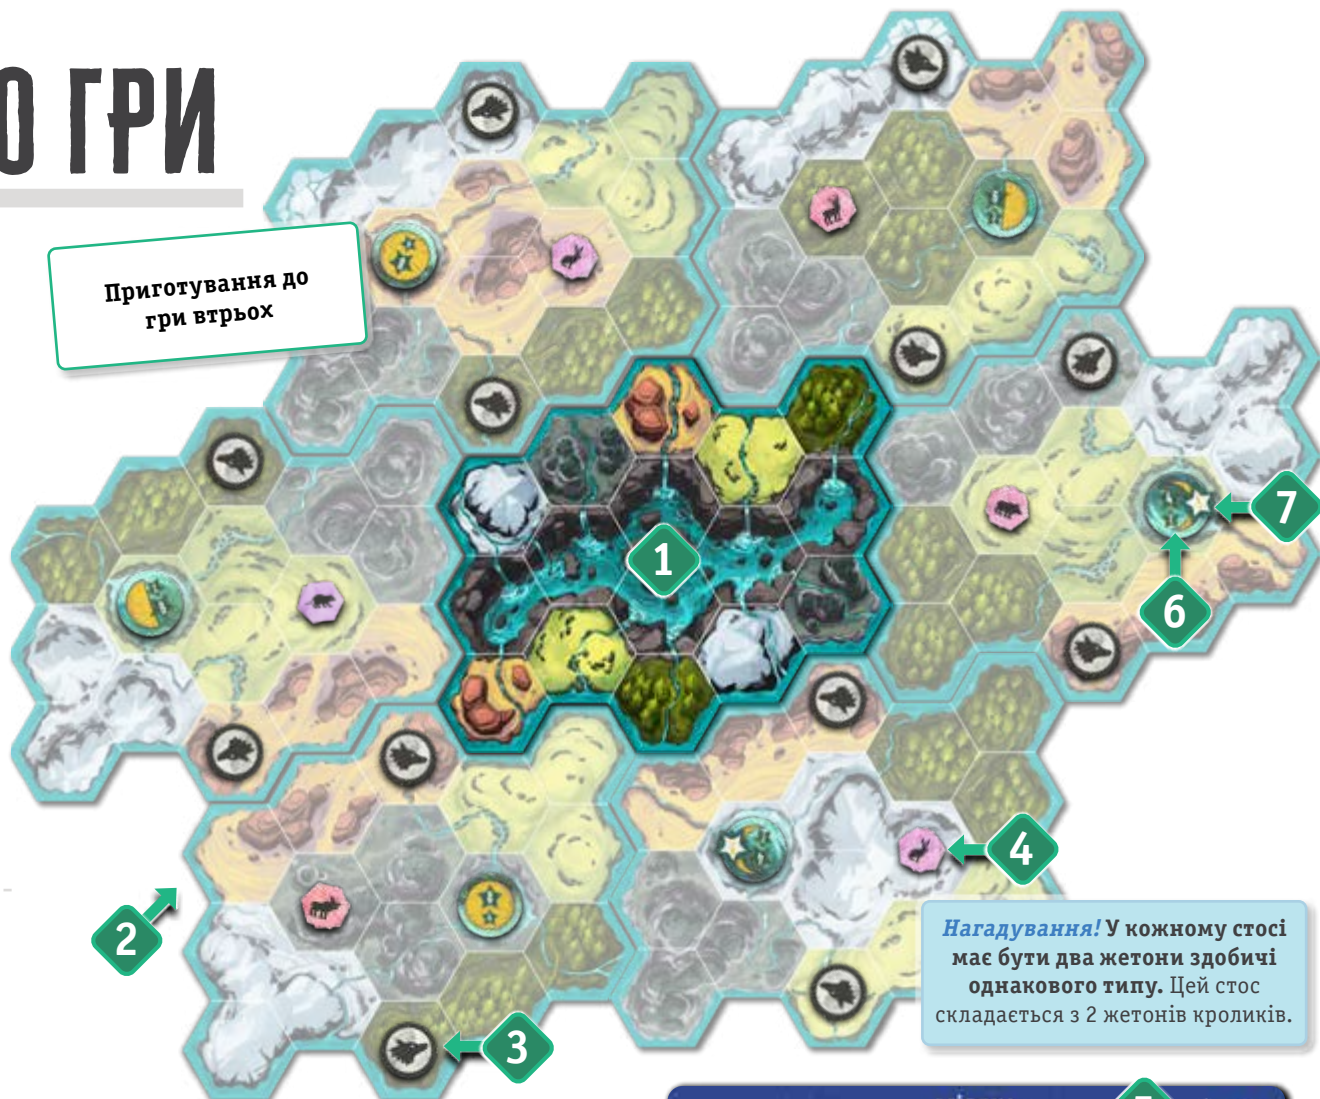 О ГРИ
Приготування до
гри втрьох
1
7
6
4
2
Нагадування! У кожному стосі
має бути два жетони здобичі
однакового типу. Цей стос
складається з 2 жетонів кроликів.
3